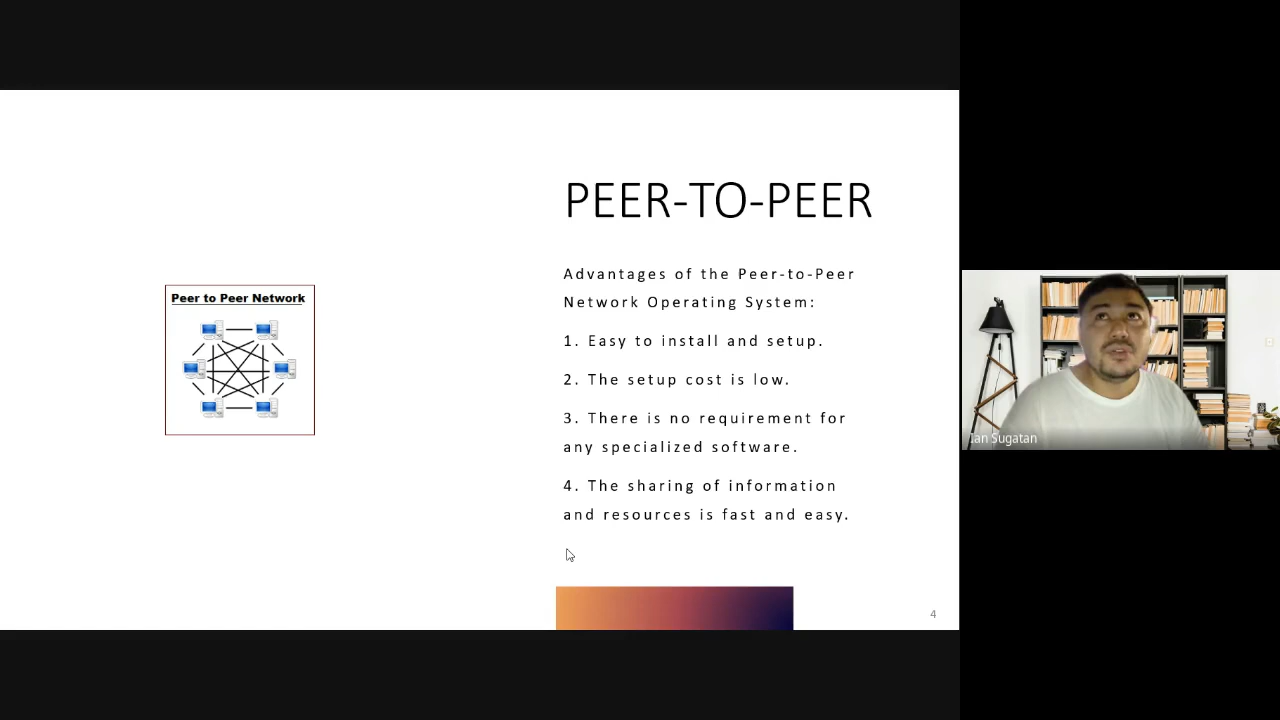 PEER-TO-PEER
Peer to Peer Network
Advantages of the Peer-to-Peer
Network Operating System:
1. Easy to install and setup.
2. The setup cost is low.
3. There is no requirement for
any specialized software.
4. The sharing of information
and resources is fast and easy.
4
Ian Sugatan